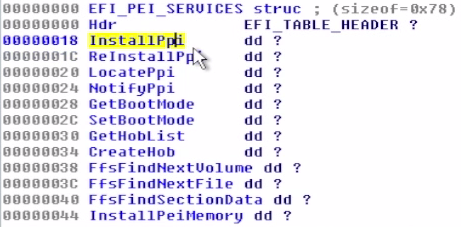 00000000 EFI_PEI_SERVICES struc ; (sizeof=0x78)
00000000 Hdr EFI_TABLE_HEADER ?
00000018 InstallPpi dd ?
0000001C ReInstallPp dd ?
00000020 LocatePpi dd ?
00000024 NotifyPpi dd ?
00000028 GetBootMode dd ?
0000002C SetBootMode dd ?
00000030 GetHobList dd ?
00000034 CreateHob dd ?
00000038 FfsFindNextVolume dd ?
0000003C FfsFindNextFile dd ?
00000040 FfsFindSectionData dd ?
00000044 InstallPeiMemory dd ?